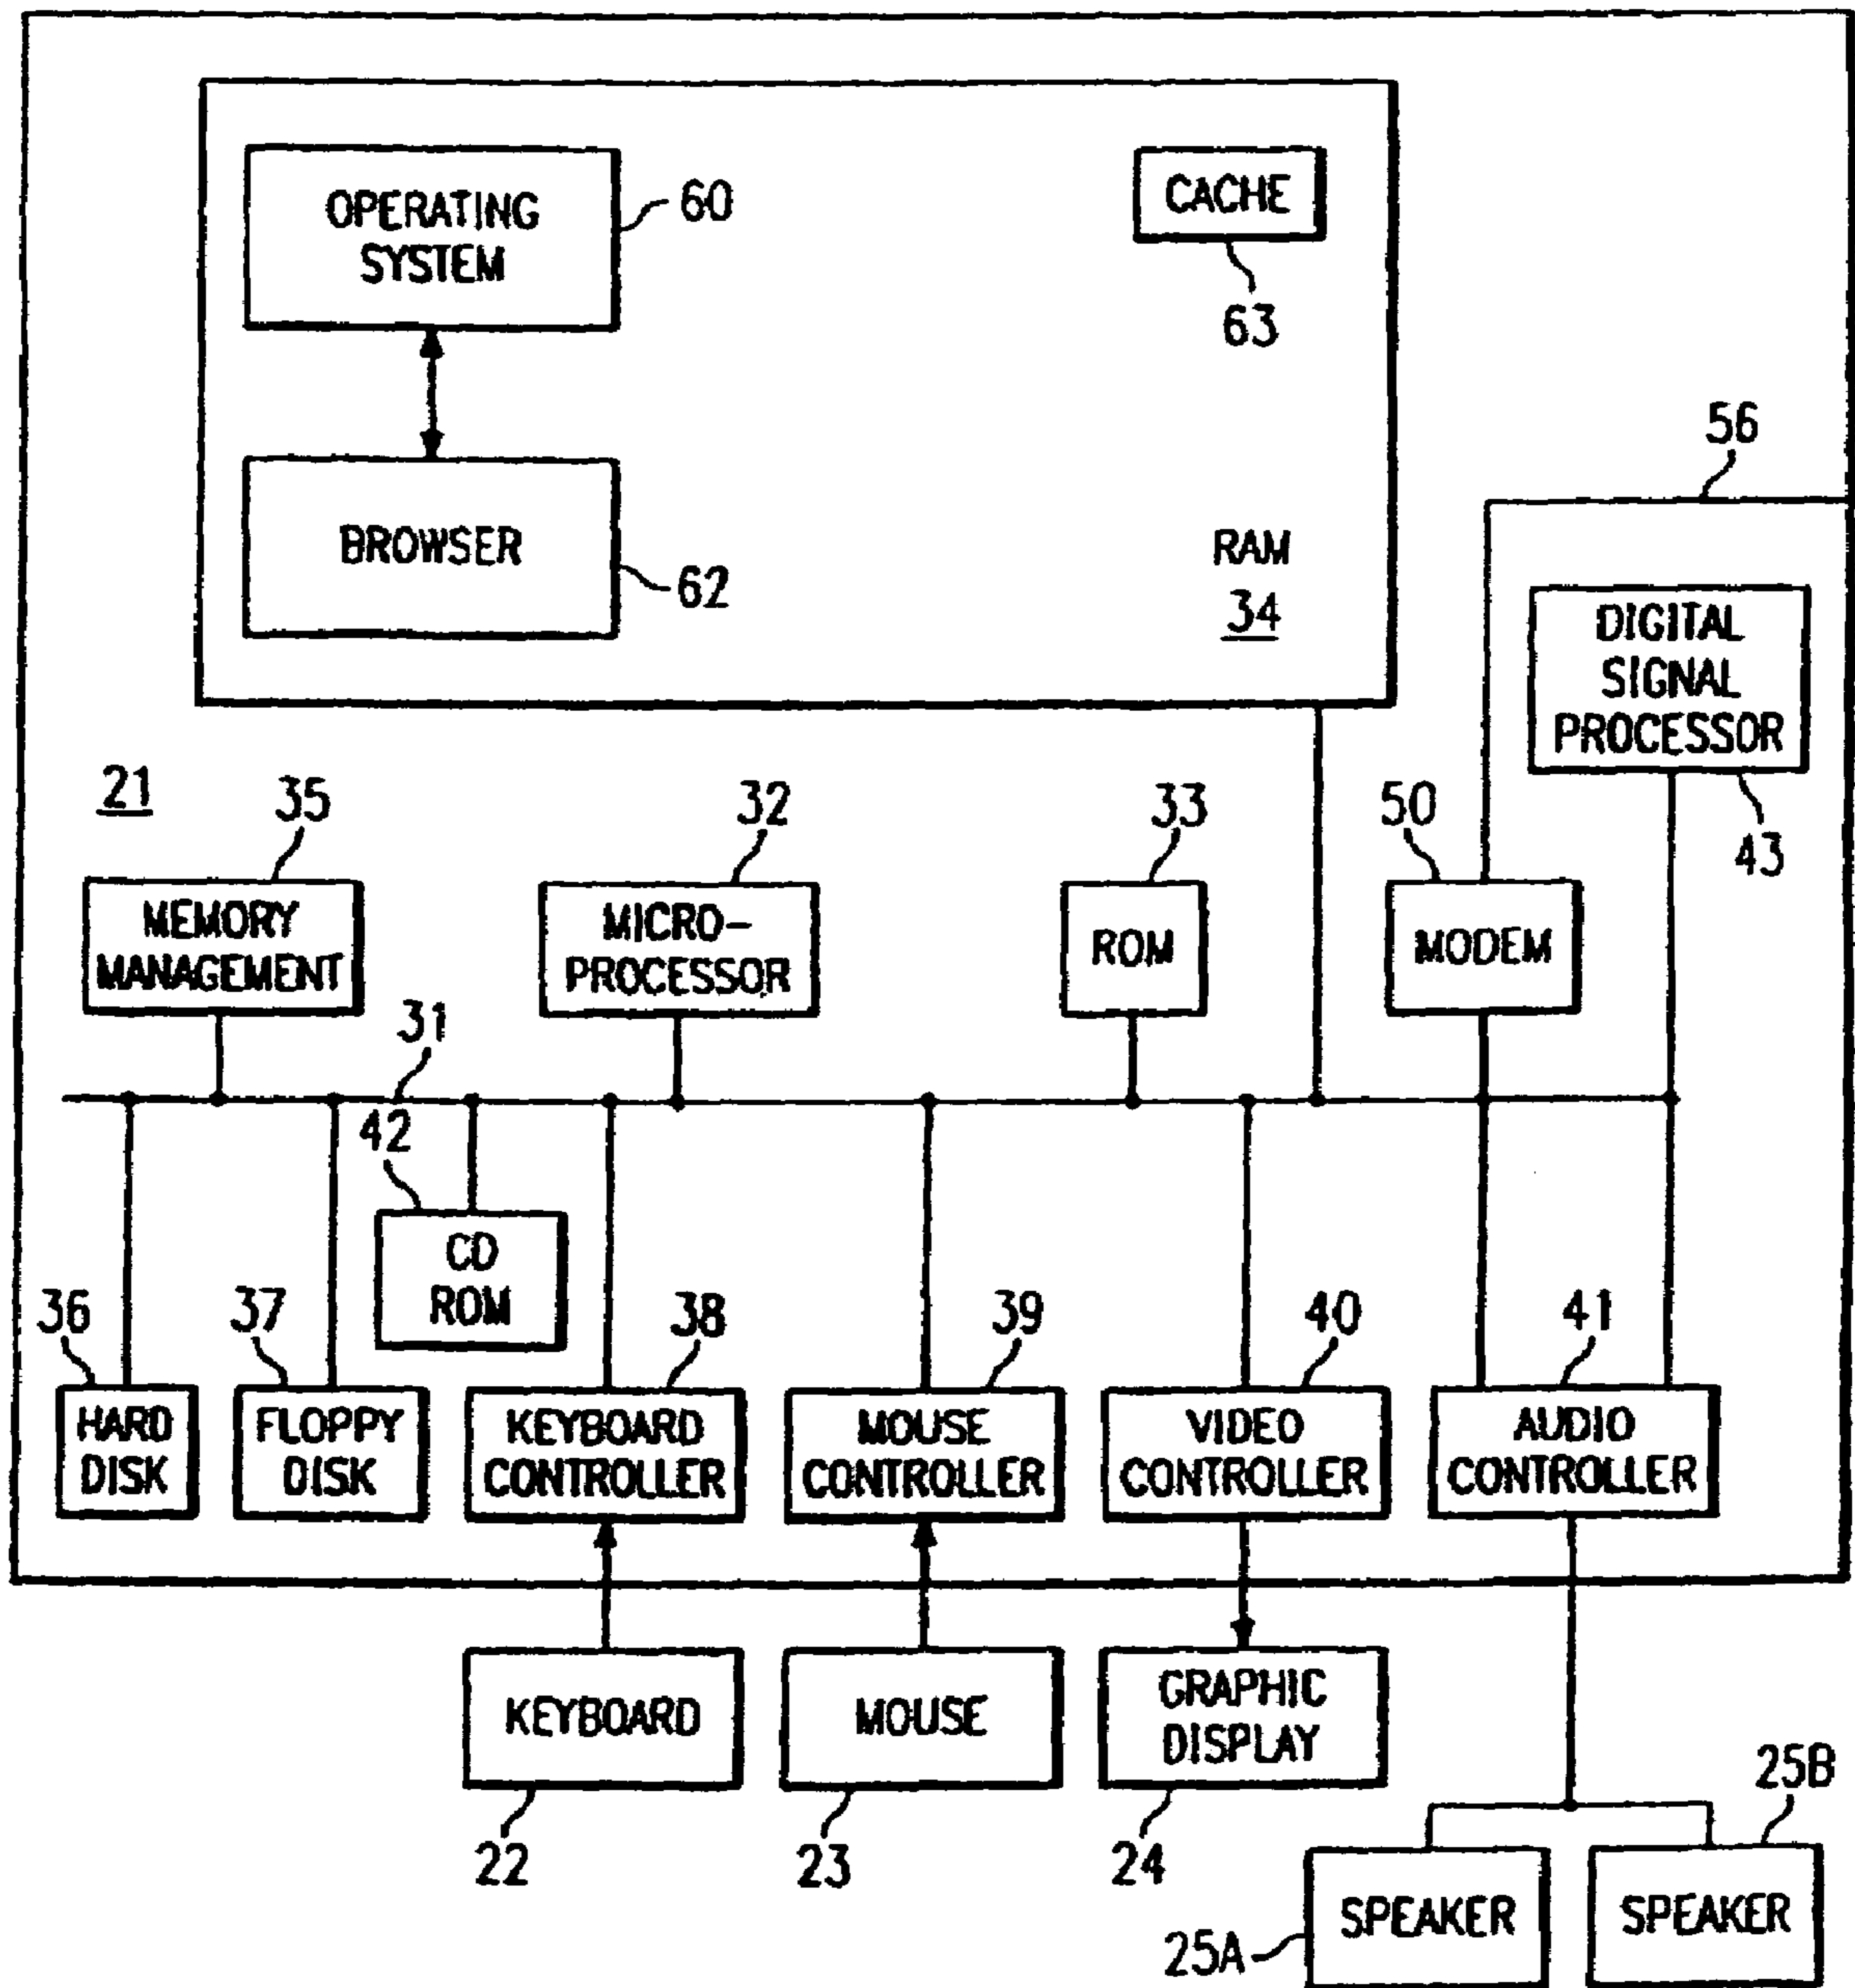 OPERATING
SYSTEM
60
CACHE
63
BROWSER
62
RAM
34
56
DIGITAL
SIGNAL
PROCESSOR
43
21
35
MEMORY
MANAGEMENT
32
MICRO-
PROCESSOR
33
ROM
50
MODEM
31
42
CD
ROM
36
HARD
DISK
37
FLOPPY
DISK
38
KEYBOARD
CONTROLLER
39
MOUSE
CONTROLLER
40
VIDEO
CONTROLLER
41
AUDIO
CONTROLLER
KEYBOARD
22
MOUSE
23
GRAPHIC
DISPLAY
24
25B
SPEAKER
25A
SPEAKER